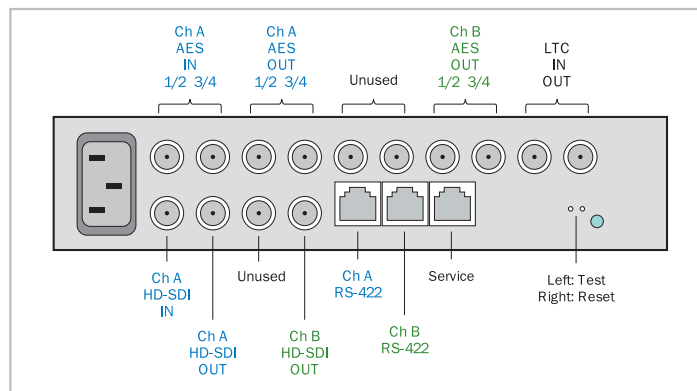 Ch A
AES
IN
1/2 3/4
Ch A
AES
OUT
1/2 3/4
Unused
Ch B
AES
OUT
1/2 3/4
LTC
IN
OUT
Ch A
HD-SDI
IN
Ch A
HD-SDI
OUT
Unused
Ch B
HD-SDI
OUT
Ch A
RS-422
Ch B
RS-422
Service
Left: Test
Right: Reset